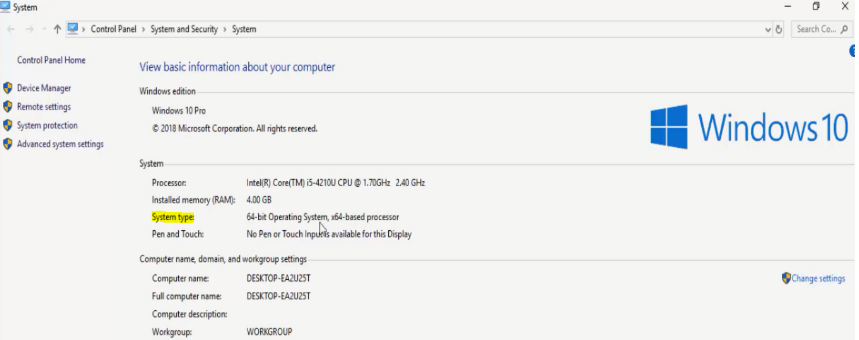 System
Control Panel › System and Security › System
Search Co...
Control Panel Home
Device Manager
Remote settings
System protection
Advanced system settings
View basic information about your computer
Windows edition
Windows 10 Pro
© 2018 Microsoft Corporation. All rights reserved.
Windows 10
System
Processor: Intel(R) Core(TM) i5-4210U CPU @ 1.70GHz 2.40 GHz
Installed memory (RAM): 4.00 GB
System type: 64-bit Operating System, x64-based processor
Pen and Touch: No Pen or Touch Input is available for this Display
Computer name, domain, and workgroup settings
Computer name: DESKTOP-EA2U25T
Change settings
Full computer name: DESKTOP-EA2U25T
Computer description:
Workgroup: WORKGROUP